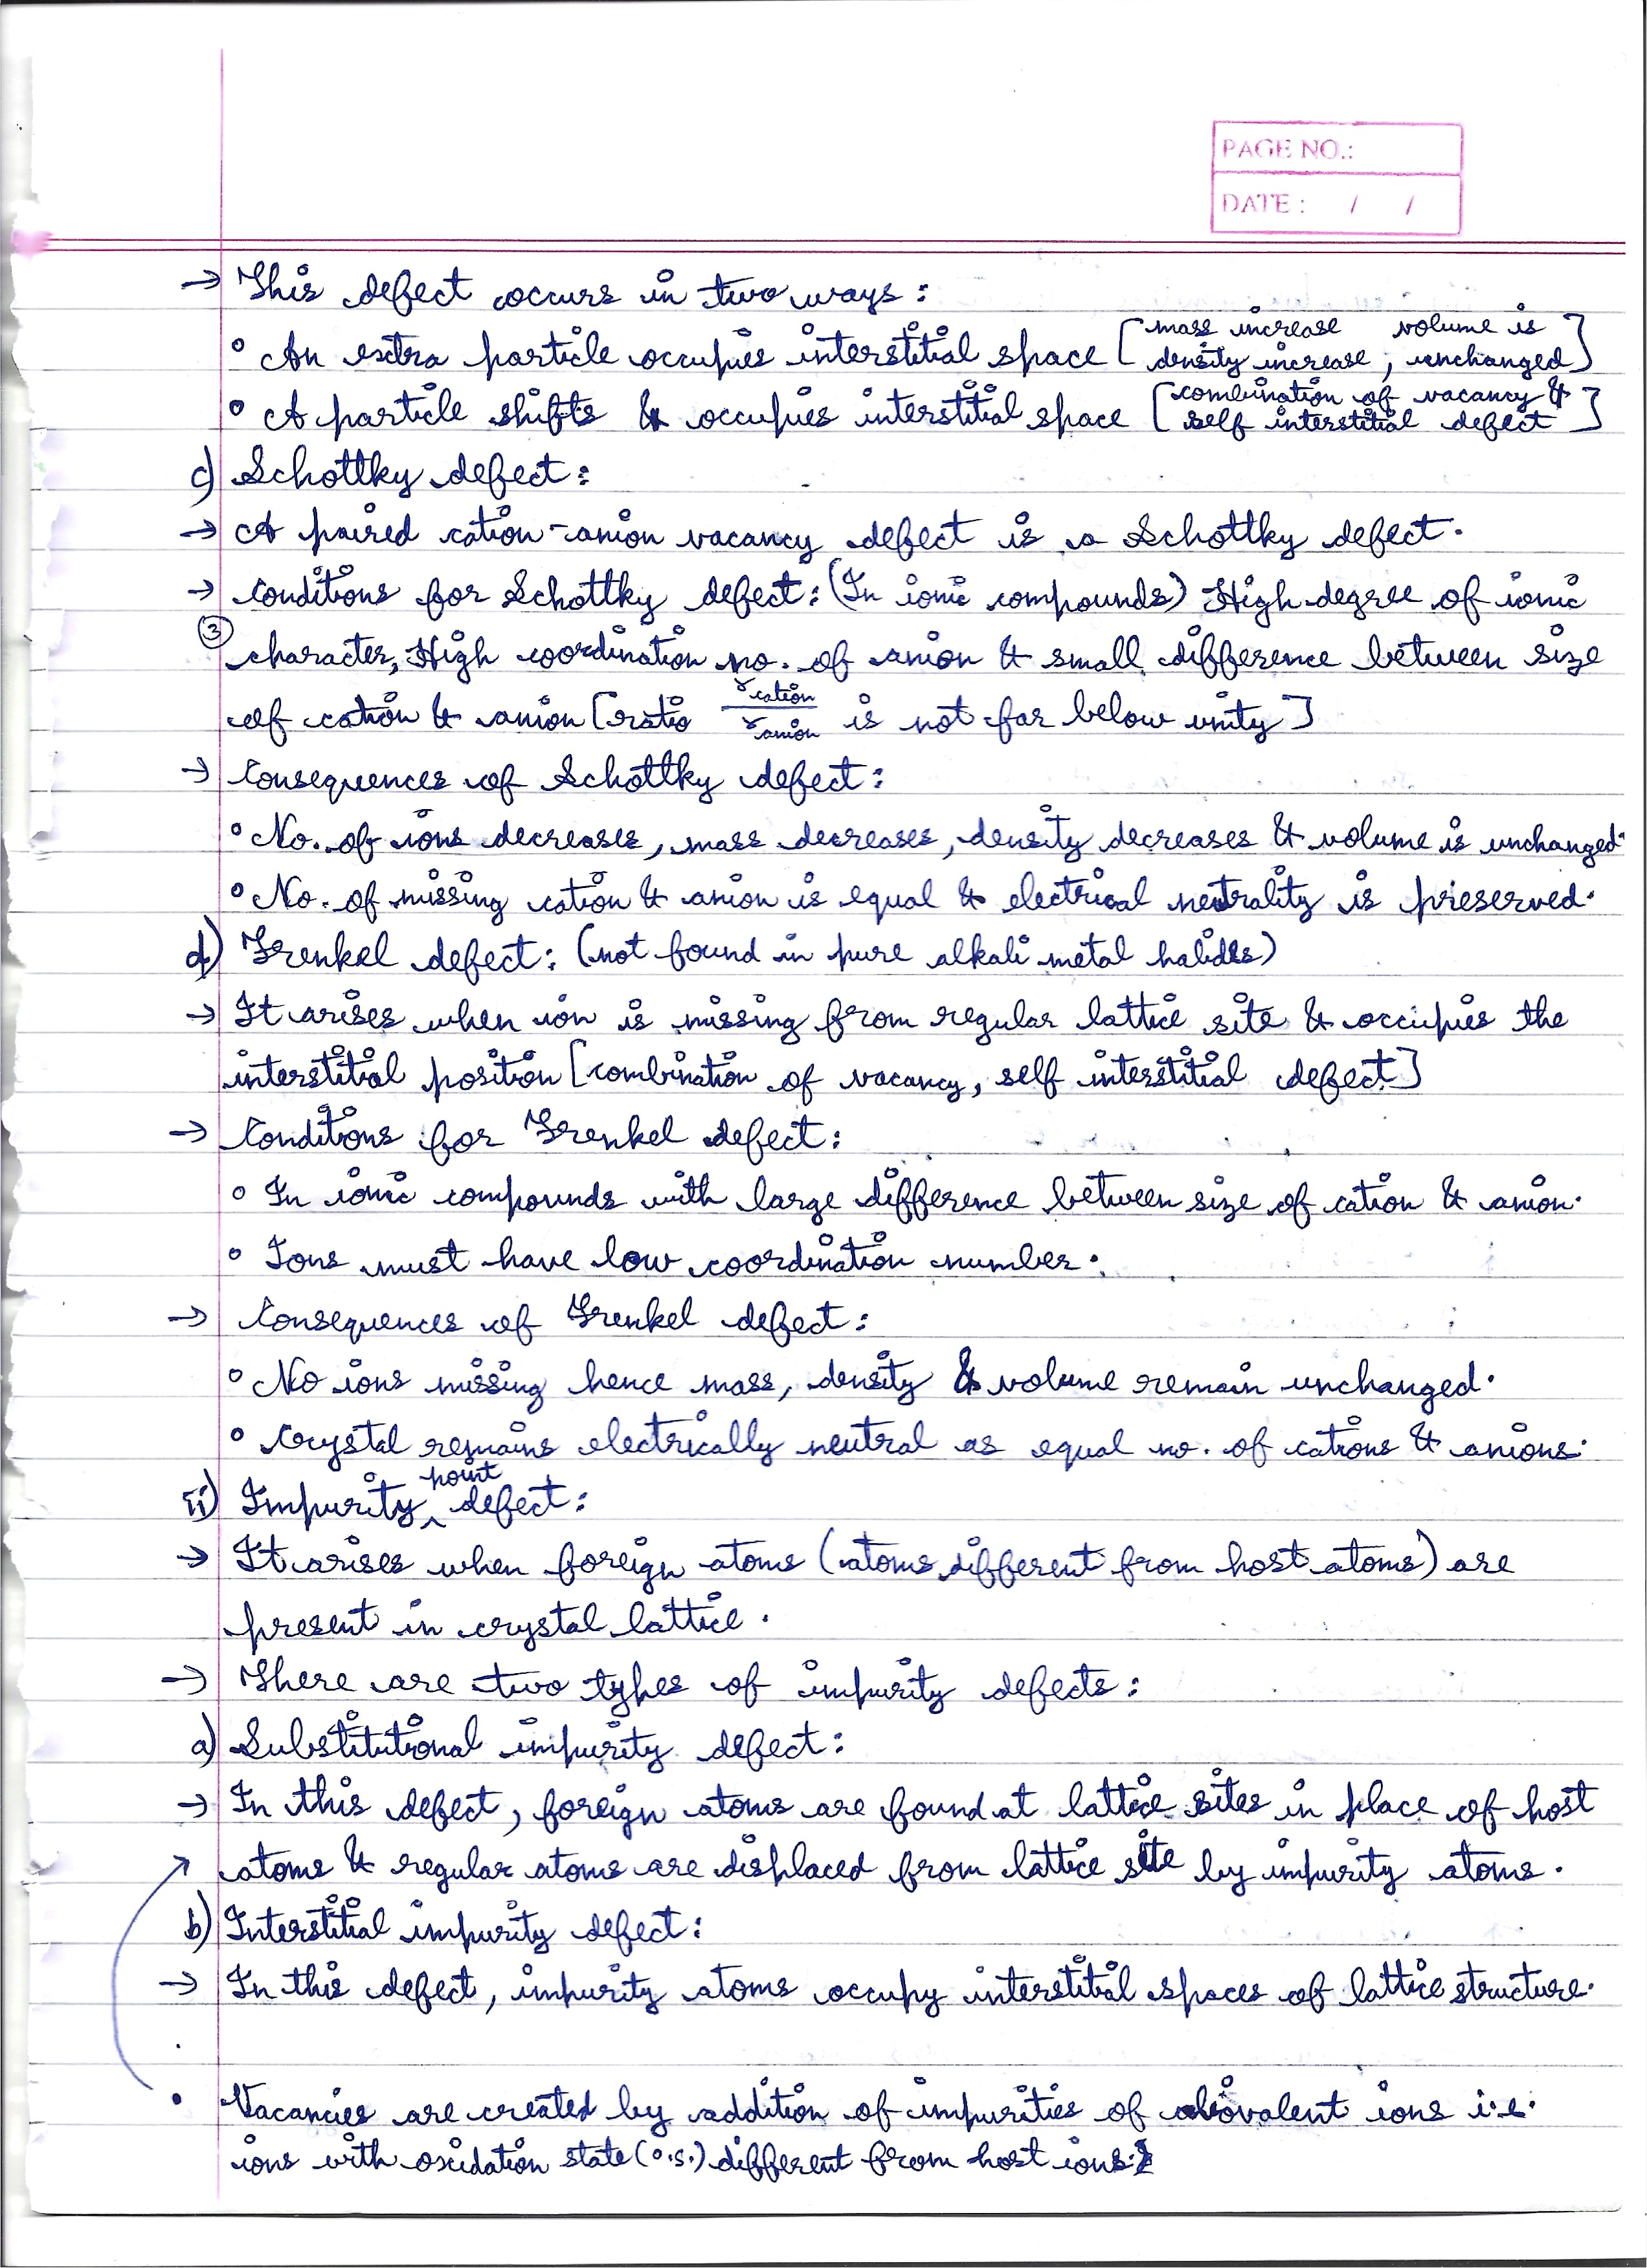 PAGE NO.:
DATE : / /
→ This defect occurs in two ways :
° An extra particle occupies interstitial space [mass increase density increase ; volume is unchanged]
° A particle shifts & occupies interstitial space [combination of vacancy & self interstitial defect]
c) Schottky defect :
→ A paired cation-anion vacancy defect is a Schottky defect.
→ Conditions for Schottky defect : (In ionic compounds) High degree of ionic
③ character, High coordination no. of anion & small difference between size
of cation & anion [ratio r cation / r anion is not far below unity]
→ Consequences of Schottky defect :
° No. of ions decreases, mass decreases, density decreases & volume is unchanged.
° No. of missing cation & anion is equal & electrical neutrality is preserved.
d) Frenkel defect : (not found in pure alkali metal halides)
→ It arises when ion is missing from regular lattice site & occupies the
interstitial position [combination of vacancy, self interstitial defect]
→ Conditions for Frenkel defect :
° In ionic compounds with large difference between size of cation & anion.
° Ions must have low coordination number.
→ Consequences of Frenkel defect :
° No ions missing hence mass, density & volume remain unchanged.
° Crystal remains electrically neutral as equal no. of cations & anions.
ii) Impurity point defect :
→ It arises when foreign atoms (atoms different from host atoms) are
present in crystal lattice.
→ There are two types of impurity defects :
a) Substitutional impurity defect :
→ In this defect, foreign atoms are found at lattice sites in place of host
atoms & regular atoms are displaced from lattice site by impurity atoms.
b) Interstitial impurity defect :
→ In this defect, impurity atoms occupy interstitial spaces of lattice structure.
• Vacancies are created by addition of impurities of aliovalent ions i.e.
ions with oxidation state (o.s.) different from host ions.